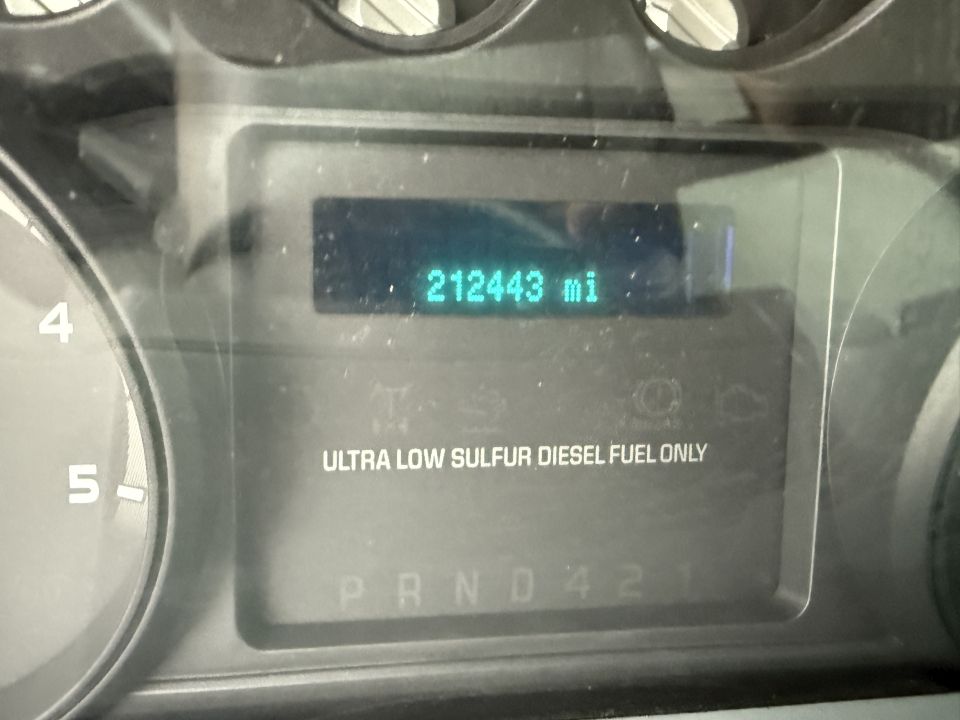 212443 mi
4
ULTRA LOW SULFUR DIESEL FUEL ONLY
5
P R N D 4 2 1